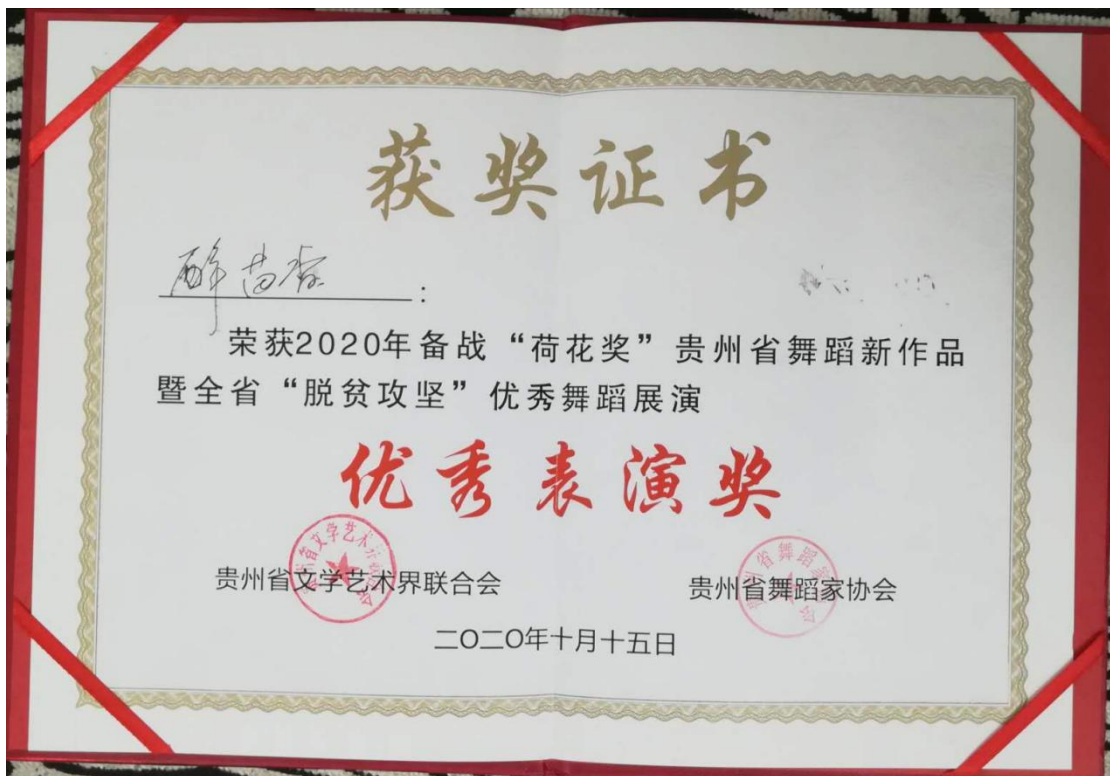 获奖证书
醉苗乡:
荣获2020年备战“荷花奖”贵州省舞蹈新作品
暨全省“脱贫攻坚”优秀舞蹈展演
优秀表演奖
贵州省文学艺术界联合会
贵州省舞蹈家协会
二〇二〇年十月十五日